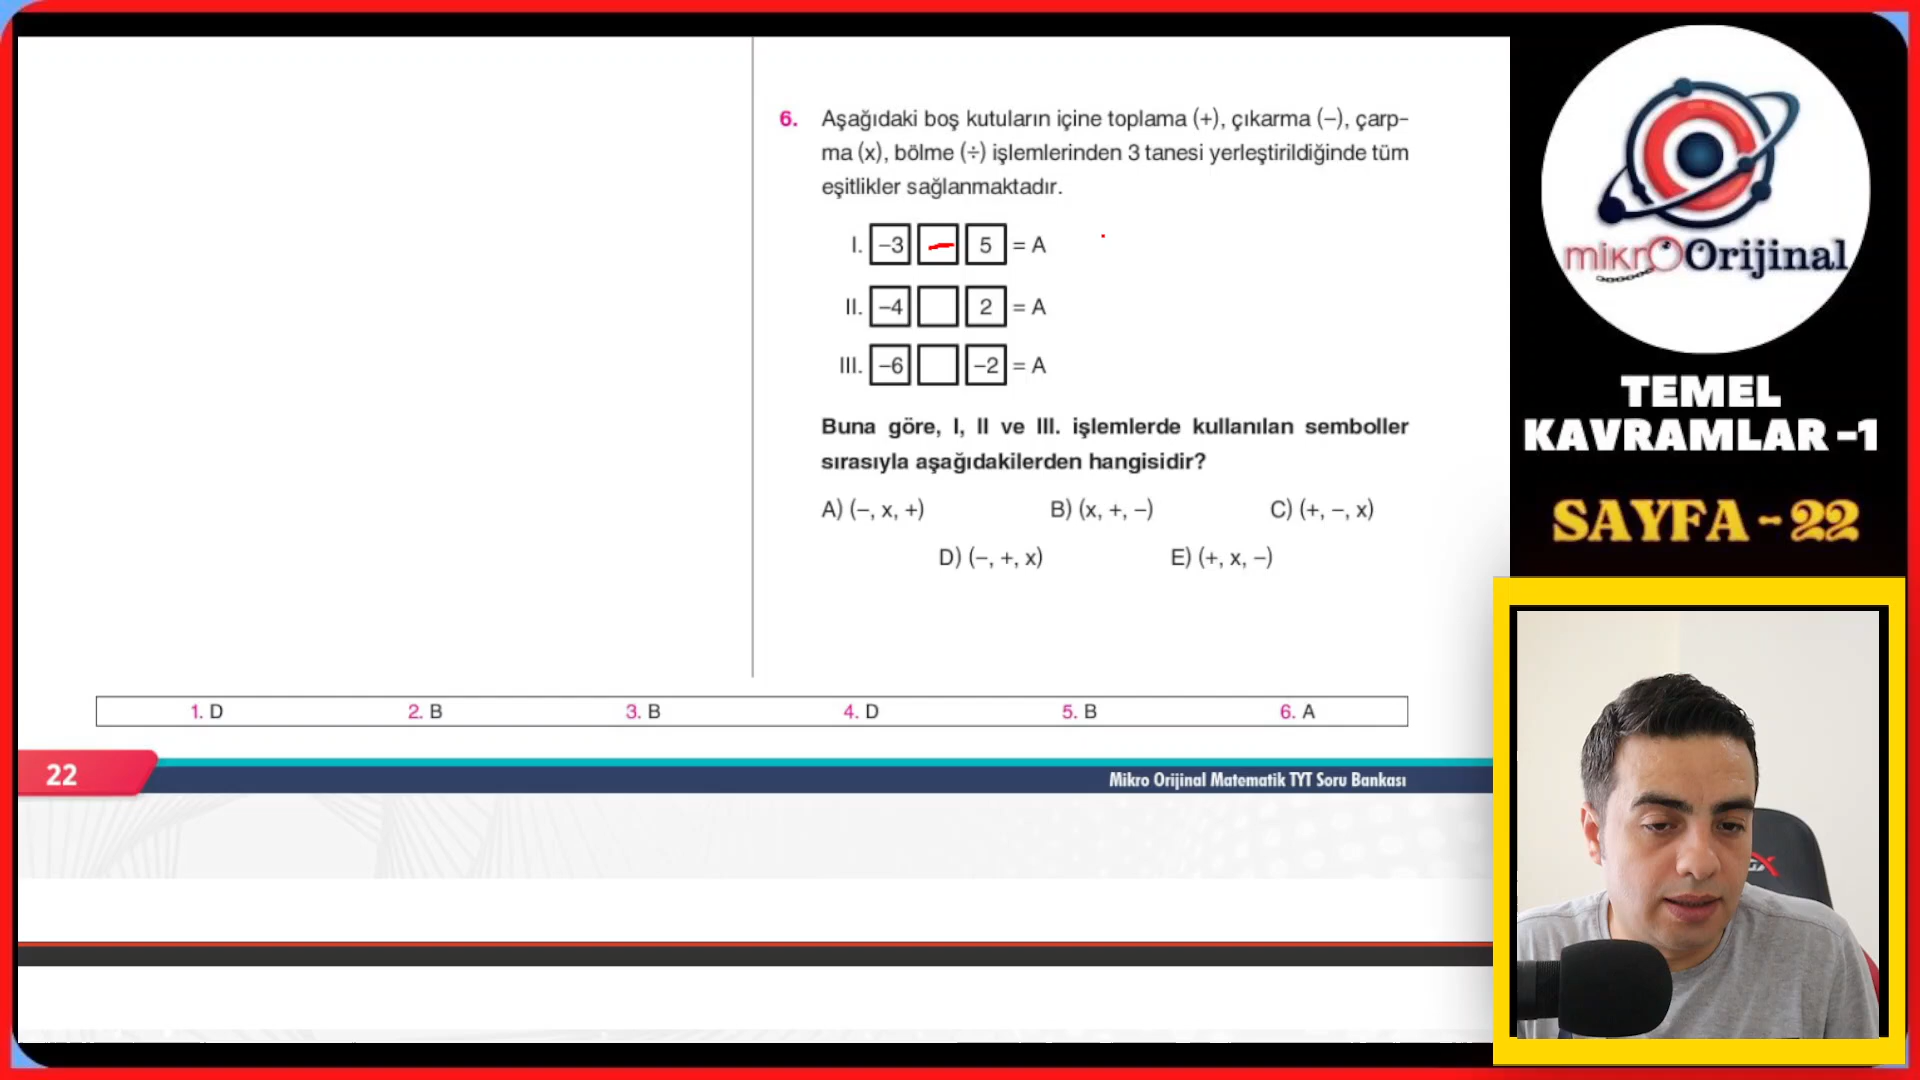 6. Aşağıdaki boş kutuların içine toplama (+), çıkarma (–), çarp-
ma (x), bölme (÷) işlemlerinden 3 tanesi yerleştirildiğinde tüm
eşitlikler sağlanmaktadır.
I. –3 – 5 = A
II. –4 2 = A
III. –6 –2 = A
Buna göre, I, II ve III. işlemlerde kullanılan semboller
sırasıyla aşağıdakilerden hangisidir?
A) (–, x, +) B) (x, +, –) C) (+, –, x)
D) (–, +, x) E) (+, x, –)
1. D 2. B 3. B 4. D 5. B 6. A
22
Mikro Orijinal Matematik TYT Soru Bankası
mikro Orijinal
TEMEL
KAVRAMLAR –1
SAYFA – 22